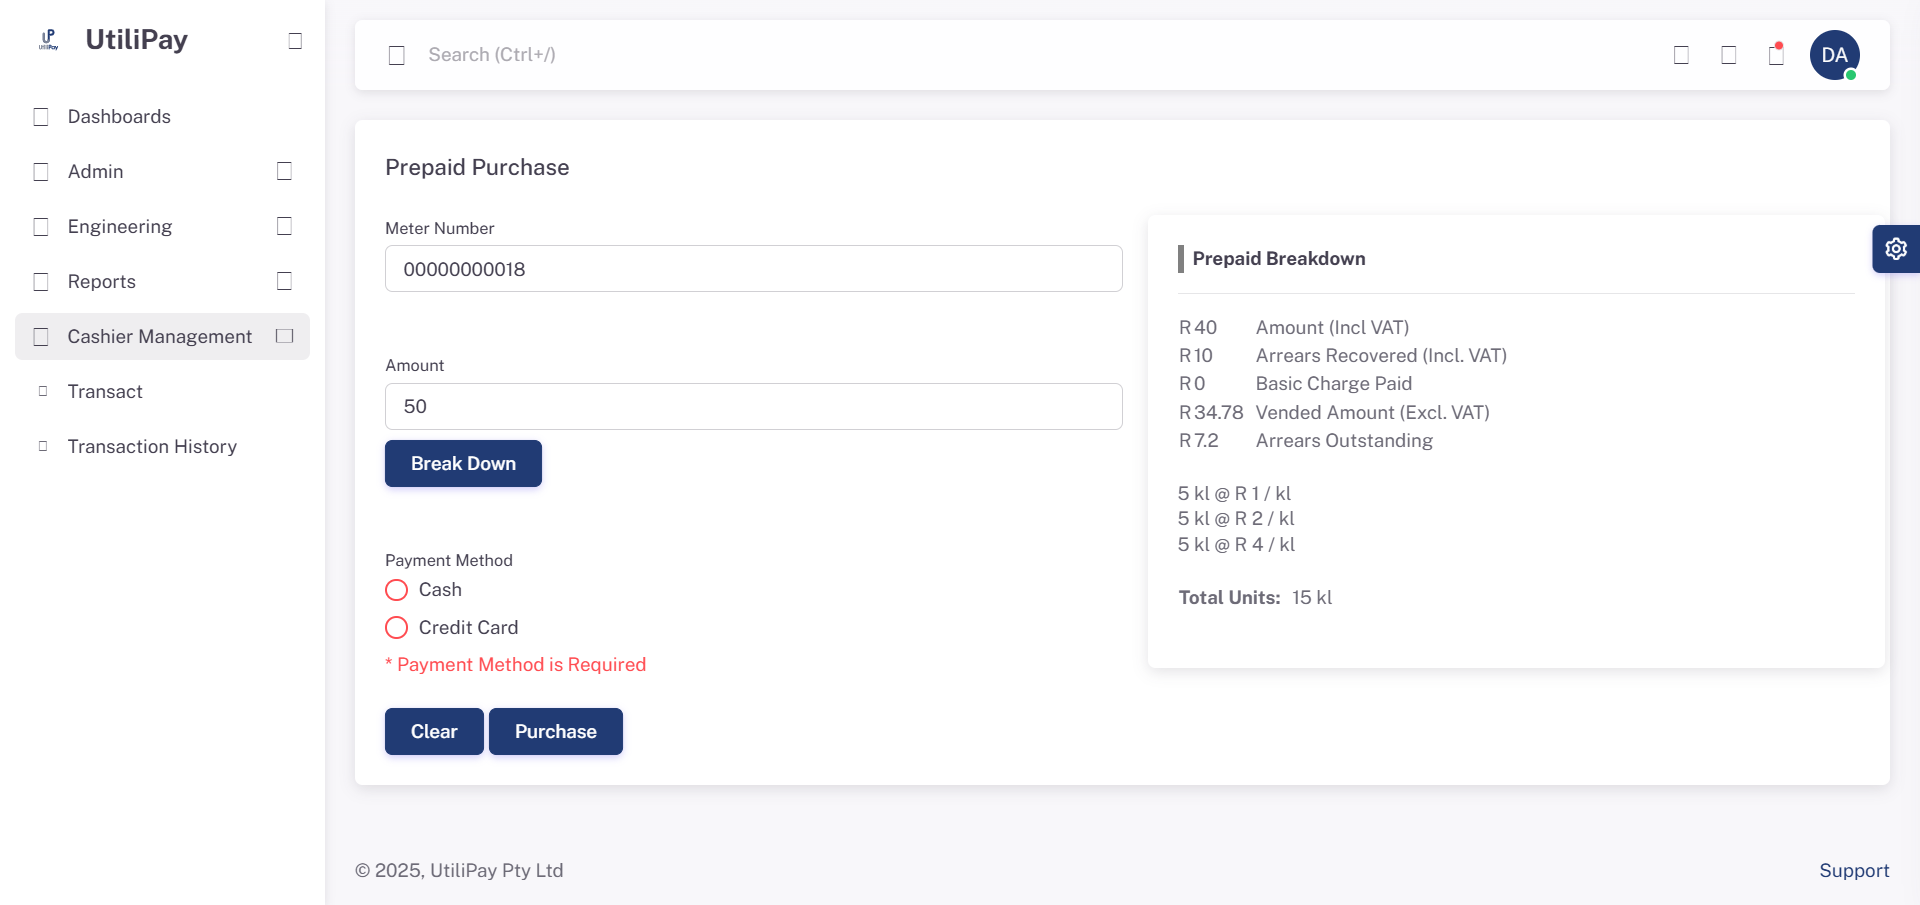 UP
UtiliPay
UtiliPay
Dashboards
Admin
Engineering
Reports
Cashier Management
Transact
Transaction History
Search (Ctrl+/)
DA
Prepaid Purchase
Meter Number
00000000018
Amount
50
Break Down
Payment Method
Cash
Credit Card
* Payment Method is Required
Clear
Purchase
Prepaid Breakdown
R 40 Amount (Incl VAT)
R 10 Arrears Recovered (Incl. VAT)
R 0 Basic Charge Paid
R 34.78 Vended Amount (Excl. VAT)
R 7.2 Arrears Outstanding
5 kl @ R 1 / kl
5 kl @ R 2 / kl
5 kl @ R 4 / kl
Total Units: 15 kl
© 2025, UtiliPay Pty Ltd
Support